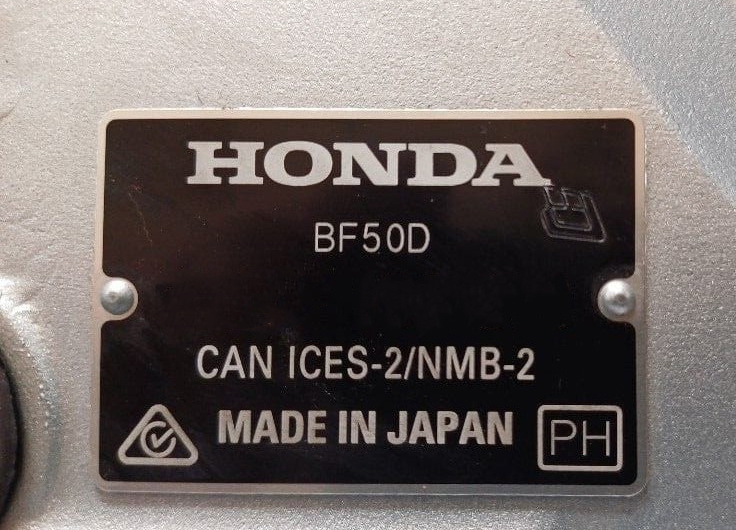 HONDA
BF50D
CAN ICES-2/NMB-2
MADE IN JAPAN PH